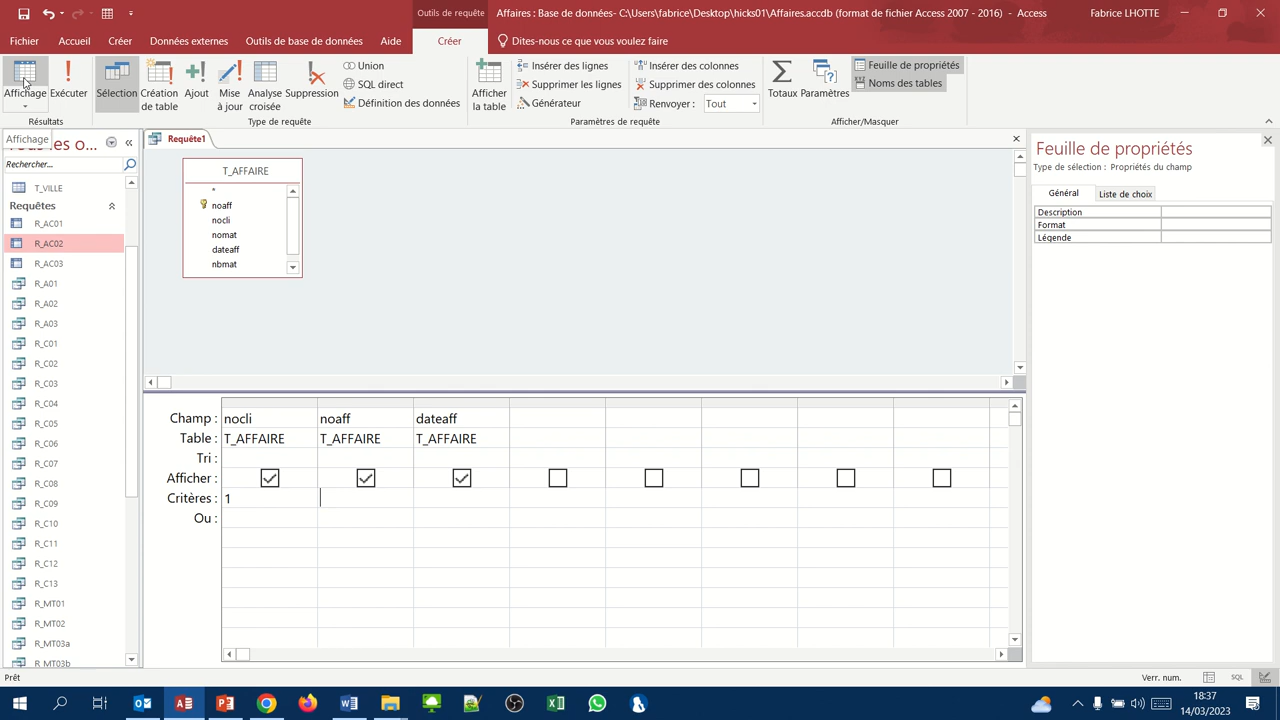 Outils de requête
Affaires : Base de données- C:\Users\fabrice\Desktop\hicks01\Affaires.accdb (format de fichier Access 2007 - 2016) - Access
Fabrice LHOTTE
Fichier
Accueil
Créer
Données externes
Outils de base de données
Aide
Créer
Dites-nous ce que vous voulez faire
Affichage
Exécuter
Sélection
Création de table
Ajout
Mise à jour
Analyse croisée
Suppression
Union
SQL direct
Définition des données
Afficher la table
Insérer des lignes
Supprimer les lignes
Générateur
Insérer des colonnes
Supprimer des colonnes
Renvoyer : Tout
Totaux
Paramètres
Feuille de propriétés
Noms des tables
Résultats
Type de requête
Paramètres de requête
Afficher/Masquer
Affichage
Rechercher...
T_VILLE
Requêtes
R_AC01
R_AC02
R_AC03
R_A01
R_A02
R_A03
R_C01
R_C02
R_C03
R_C04
R_C05
R_C06
R_C07
R_C08
R_C09
R_C10
R_C11
R_C12
R_C13
R_MT01
R_MT02
R_MT03a
R_MT03b
Requête1
T_AFFAIRE
*
noaff
nocli
nomat
dateaff
nbmat
Champ : nocli noaff dateaff
Table : T_AFFAIRE T_AFFAIRE T_AFFAIRE
Tri :
Afficher :
Critères : 1
Ou :
Feuille de propriétés
Type de sélection : Propriétés du champ
Général
Liste de choix
Description
Format
Légende
Prêt
Verr. num.
SQL
18:37
14/03/2023